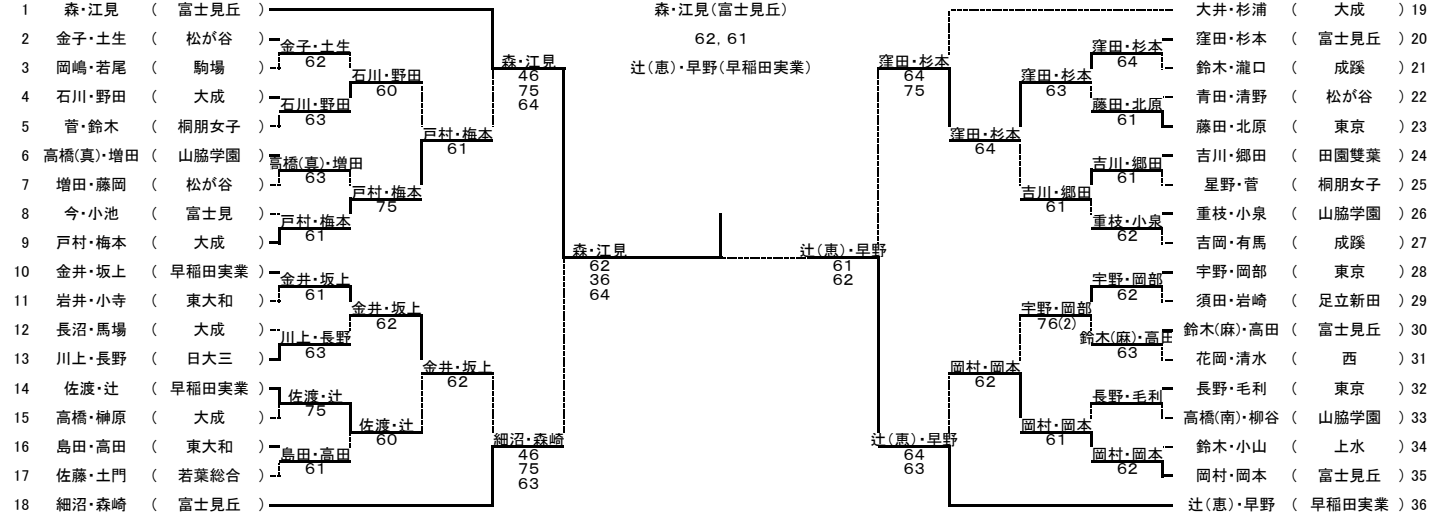 森・江見(富士見丘)
62, 61
辻(恵)・早野(早稲田実業)
1 森・江見 ( 富士見丘 )
2 金子・土生 ( 松が谷 )
3 岡嶋・若尾 ( 駒場 )
4 石川・野田 ( 大成 )
5 菅・鈴木 ( 桐朋女子 )
6 高橋(真)・増田 ( 山脇学園 )
7 増田・藤岡 ( 松が谷 )
8 今・小池 ( 富士見 )
9 戸村・梅本 ( 大成 )
10 金井・坂上 ( 早稲田実業 )
11 岩井・小寺 ( 東大和 )
12 長沼・馬場 ( 大成 )
13 川上・長野 ( 日大三 )
14 佐渡・辻 ( 早稲田実業 )
15 高橋・榊原 ( 大成 )
16 島田・高田 ( 東大和 )
17 佐藤・土門 ( 若葉総合 )
18 細沼・森崎 ( 富士見丘 )
金子・土生
62
石川・野田
63
高橋(真)・増田
63
戸村・梅本
61
金井・坂上
61
川上・長野
63
佐渡・辻
75
島田・高田
61
石川・野田
60
戸村・梅本
75
金井・坂上
62
佐渡・辻
60
戸村・梅本
61
金井・坂上
62
森・江見
46
75
64
細沼・森崎
46
75
63
森・江見
62
36
64
辻(恵)・早野
61
62
窪田・杉本
64
75
辻(恵)・早野
64
63
窪田・杉本
64
岡村・岡本
62
窪田・杉本
63
吉川・郷田
61
宇野・岡部
76(2)
岡村・岡本
61
窪田・杉本
64
藤田・北原
61
吉川・郷田
61
重枝・小泉
62
宇野・岡部
62
鈴木(麻)・高田
63
長野・毛利
岡村・岡本
62
大井・杉浦 ( 大成 ) 19
窪田・杉本 ( 富士見丘 ) 20
鈴木・瀧口 ( 成蹊 ) 21
青田・清野 ( 松が谷 ) 22
藤田・北原 ( 東京 ) 23
吉川・郷田 ( 田園雙葉 ) 24
星野・菅 ( 桐朋女子 ) 25
重枝・小泉 ( 山脇学園 ) 26
吉岡・有馬 ( 成蹊 ) 27
宇野・岡部 ( 東京 ) 28
須田・岩崎 ( 足立新田 ) 29
鈴木(麻)・高田 ( 富士見丘 ) 30
花岡・清水 ( 西 ) 31
長野・毛利 ( 東京 ) 32
高橋(南)・柳谷 ( 山脇学園 ) 33
鈴木・小山 ( 上水 ) 34
岡村・岡本 ( 富士見丘 ) 35
辻(恵)・早野 ( 早稲田実業 ) 36